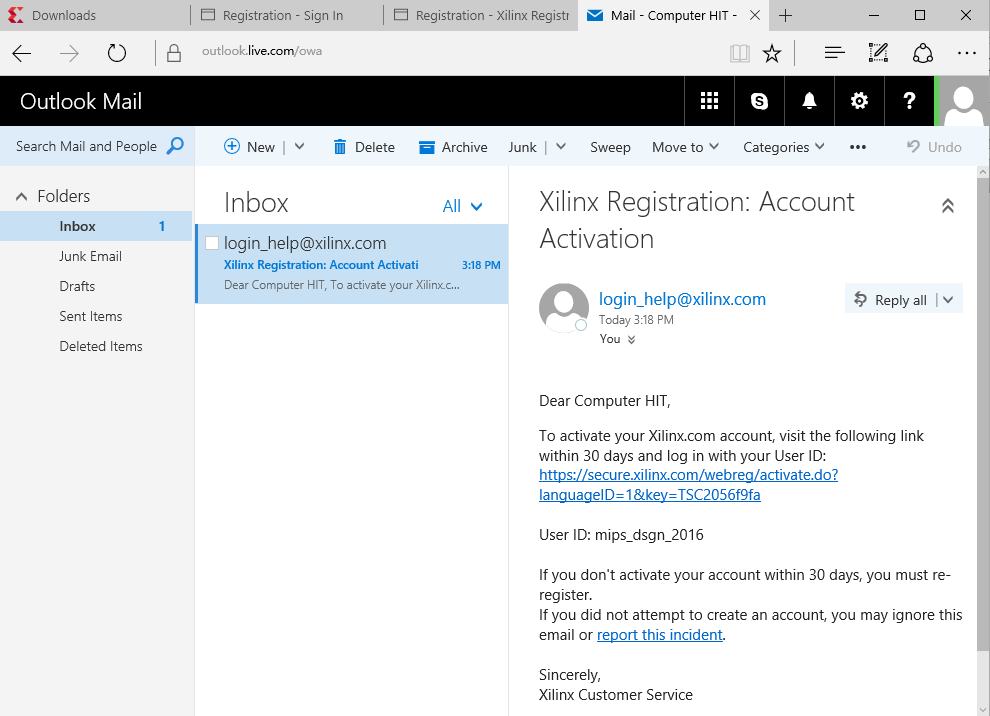 Downloads
Registration - Sign In
Registration - Xilinx Registr
Mail - Computer HIT -
outlook.live.com/owa
Outlook Mail
Search Mail and People
New
Delete
Archive
Junk
Sweep
Move to
Categories
Undo
Folders
Inbox 1
Junk Email
Drafts
Sent Items
Deleted Items
Inbox
All
login_help@xilinx.com
Xilinx Registration: Account Activati 3:18 PM
Dear Computer HIT, To activate your Xilinx.c...
Xilinx Registration: Account
Activation
login_help@xilinx.com
Today 3:18 PM
You
Reply all
Dear Computer HIT,
To activate your Xilinx.com account, visit the following link
within 30 days and log in with your User ID:
https://secure.xilinx.com/webreg/activate.do?
languageID=1&key=TSC2056f9fa
User ID: mips_dsgn_2016
If you don't activate your account within 30 days, you must re-
register.
If you did not attempt to create an account, you may ignore this
email or report this incident.
Sincerely,
Xilinx Customer Service